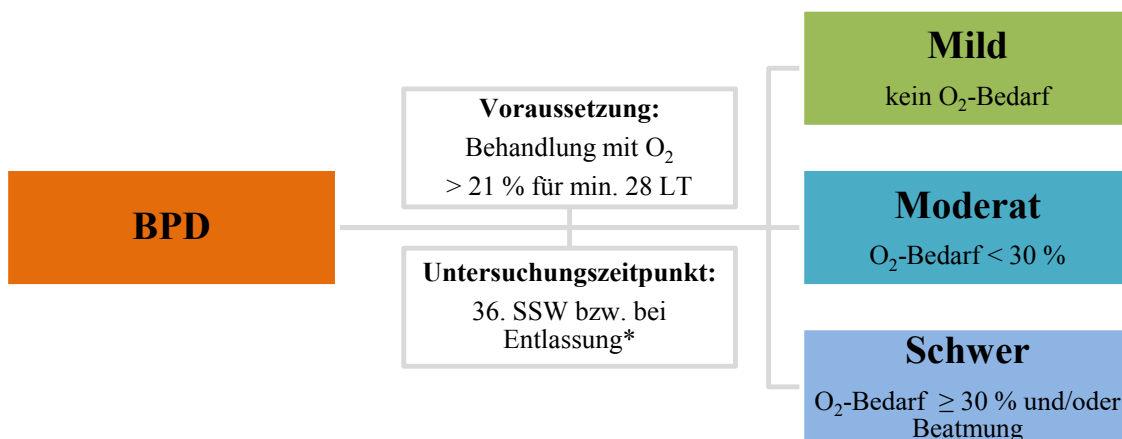 BPD
Voraussetzung:
Behandlung mit O₂
> 21 % für min. 28 LT
Untersuchungszeitpunkt:
36. SSW bzw. bei
Entlassung*
Mild
kein O₂-Bedarf
Moderat
O₂-Bedarf < 30 %
Schwer
O₂-Bedarf ≥ 30 % und/oder
Beatmung